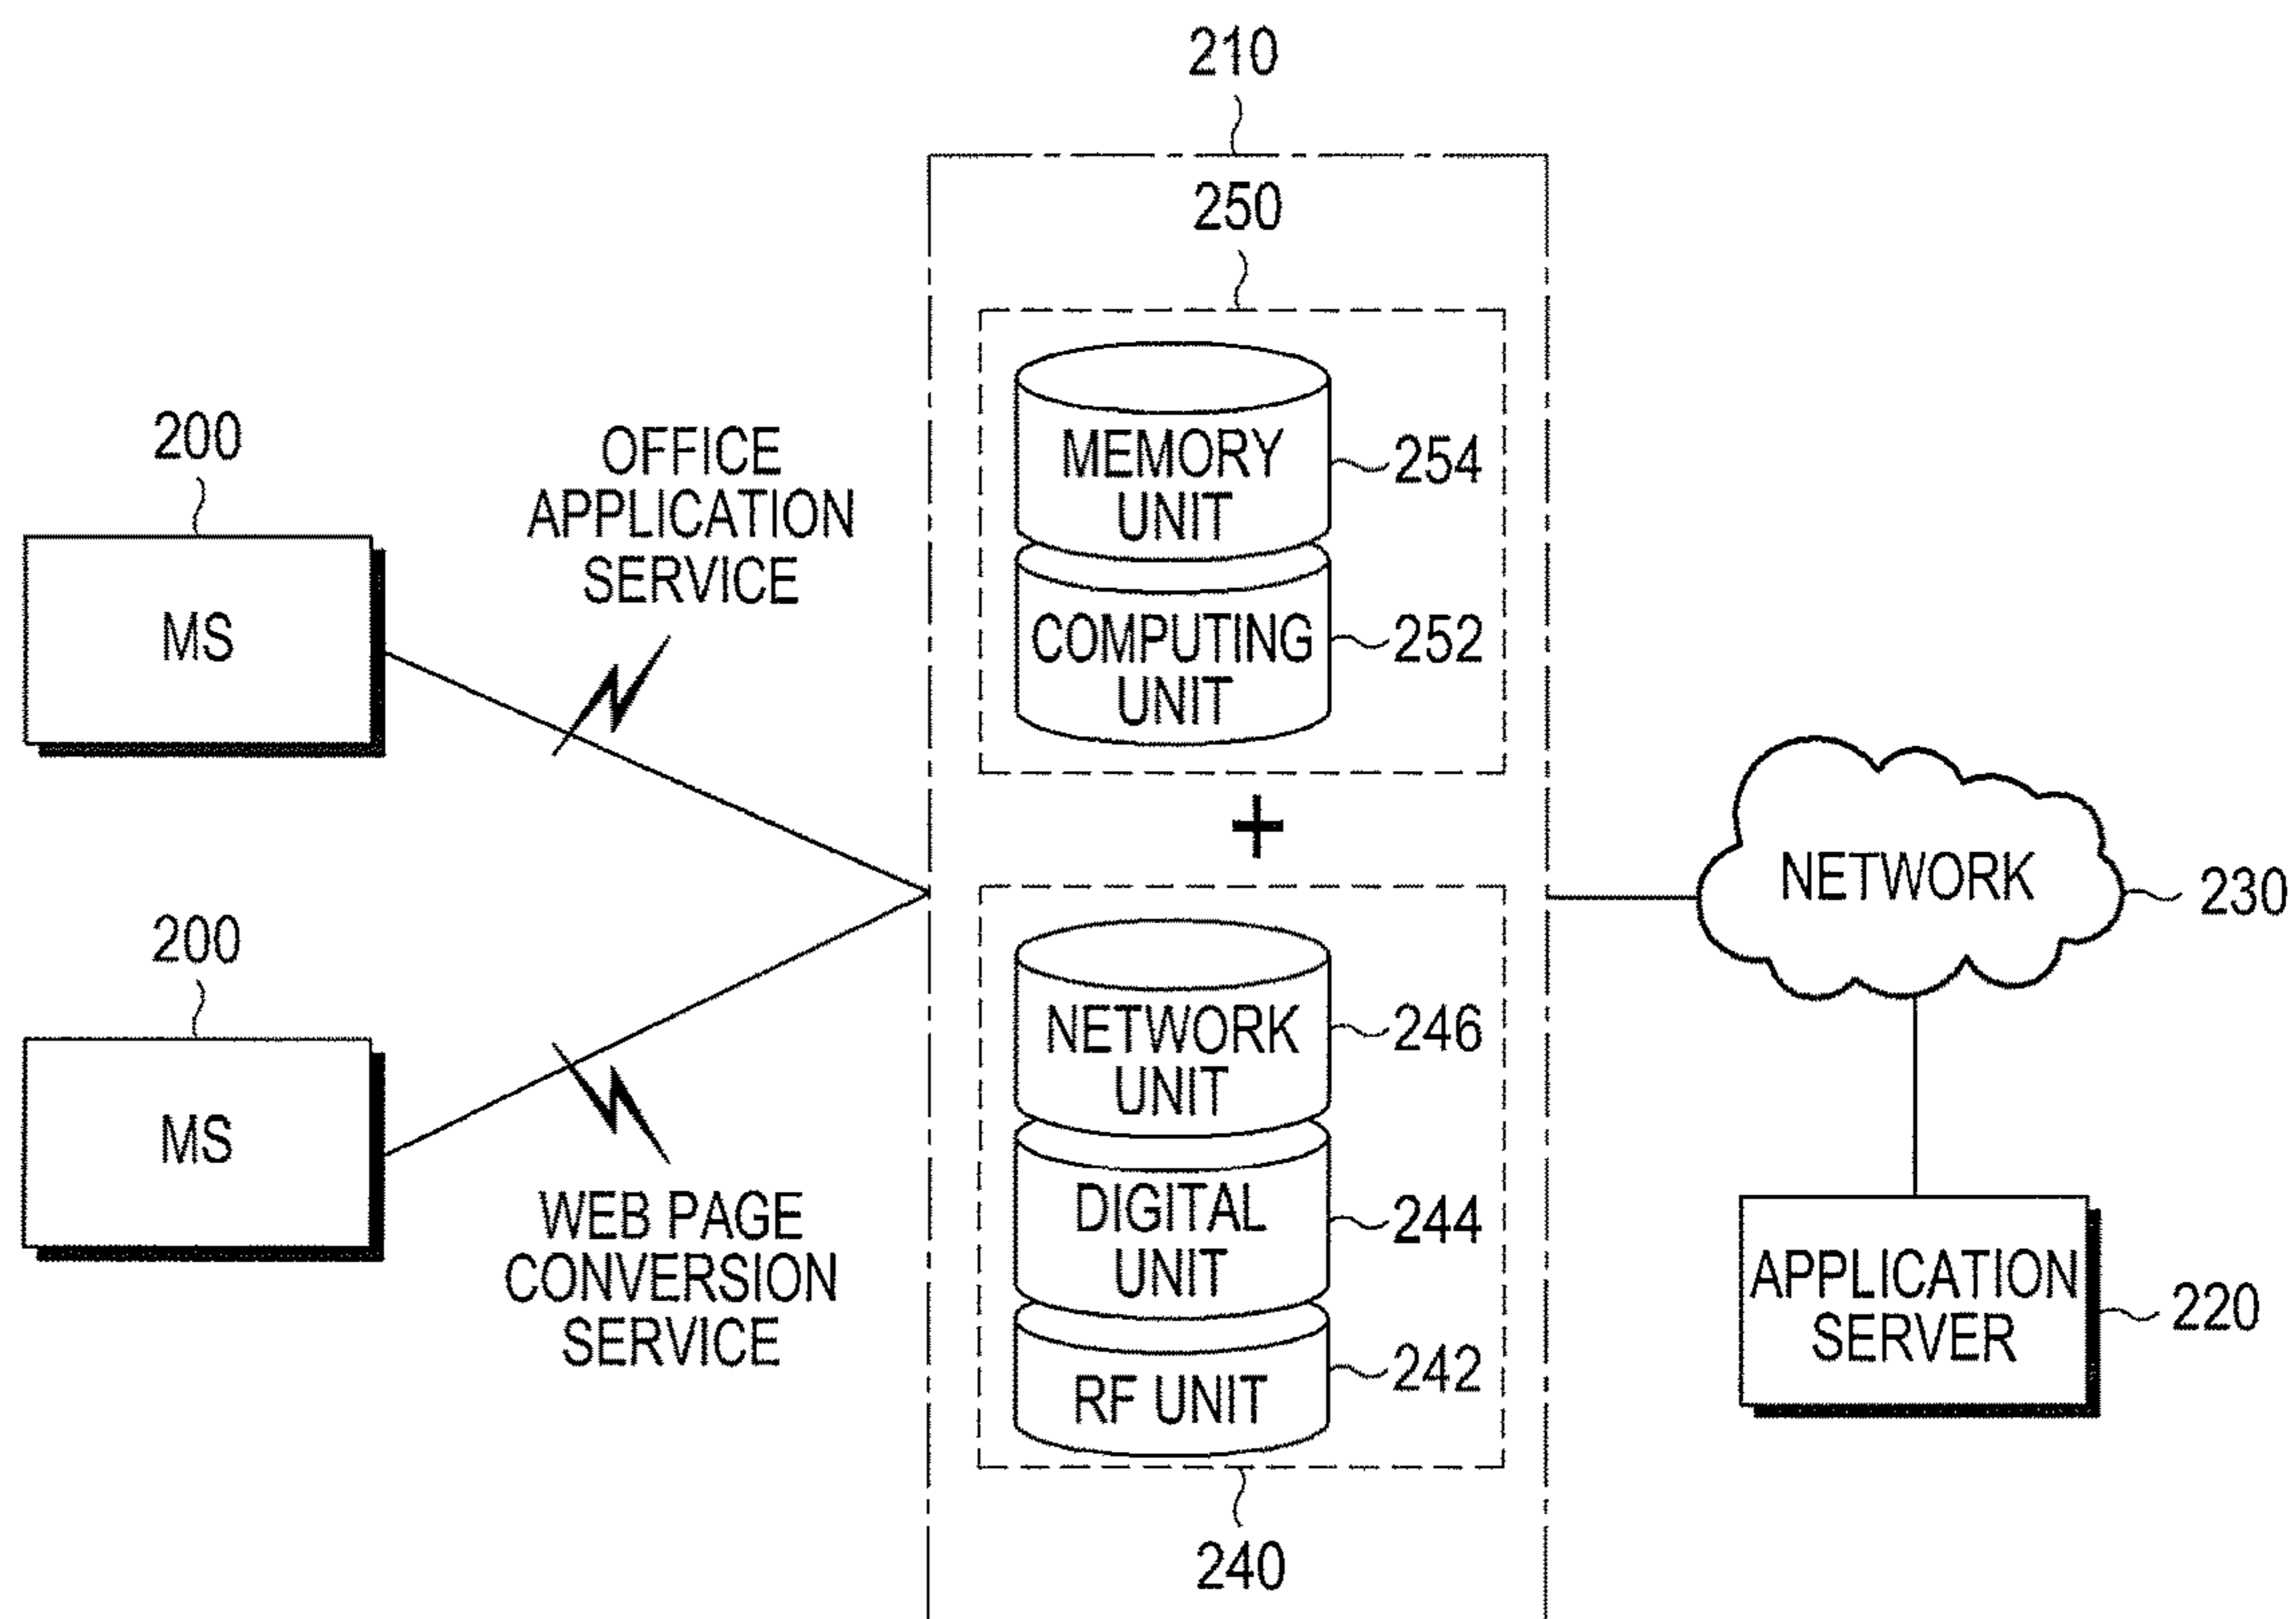 210
250
MEMORY
UNIT
254
COMPUTING
UNIT
252
200
MS
OFFICE
APPLICATION
SERVICE
200
MS
WEB PAGE
CONVERSION
SERVICE
NETWORK
UNIT
246
DIGITAL
UNIT
244
RF UNIT
242
240
NETWORK
230
APPLICATION
SERVER
220
+